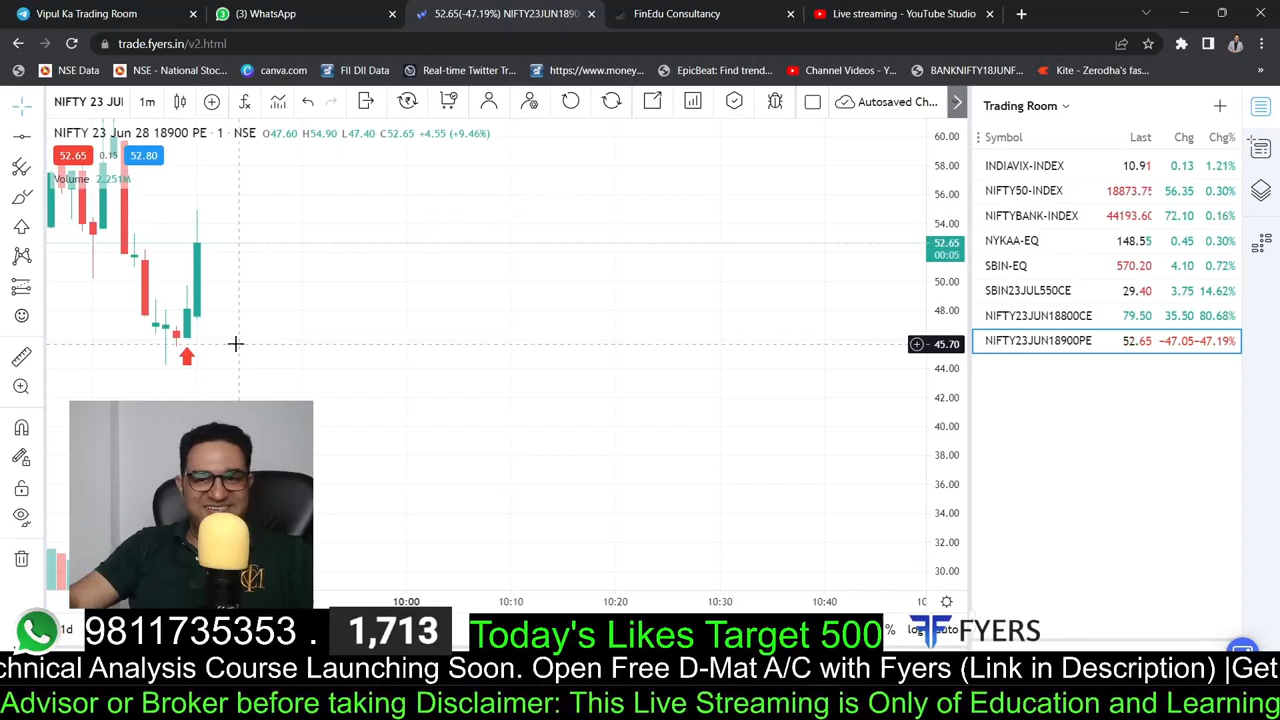 Vipul Ka Trading Room
(3) WhatsApp
52.65(-47.19%) NIFTY23JUN1890
FinEdu Consultancy
Live streaming - YouTube Studio
trade.fyers.in/v2.html
NSE Data
NSE - National Stoc...
canva.com
FII DII Data
Real-time Twitter Tr...
https://www.money...
EpicBeat: Find trend...
Channel Videos - Y...
BANKNIFTY18JUNF...
Kite - Zerodha's fas...
NIFTY 23 JUI
1m
Autosaved Ch...
Trading Room
NIFTY 23 Jun 28 18900 PE · 1 · NSE O47.60 H54.90 L47.40 C52.65 +4.55 (+9.46%)
52.65 0.15 52.80
Volume 2.251M
Symbol Last Chg Chg%
INDIAVIX-INDEX 10.91 0.13 1.21%
NIFTY50-INDEX 18873.75 56.35 0.30%
NIFTYBANK-INDEX 44193.60 72.10 0.16%
NYKAA-EQ 148.55 0.45 0.30%
SBIN-EQ 570.20 4.10 0.72%
SBIN23JUL550CE 29.40 3.75 14.62%
NIFTY23JUN18800CE 79.50 35.50 80.68%
NIFTY23JUN18900PE 52.65 −47.05 −47.19%
60.00
58.00
56.00
54.00
52.65
00:05
50.00
48.00
45.70
44.00
42.00
40.00
38.00
36.00
34.00
32.00
30.00
10:00
10:10
10:20
10:30
10:40
1d
% log auto
9811735353 .
1,713
Today's Likes Target 500
FYERS
chnical Analysis Course Launching Soon. Open Free D-Mat A/C with Fyers (Link in Description) |Get
Advisor or Broker before taking Disclaimer: This Live Streaming is Only of Education and Learning